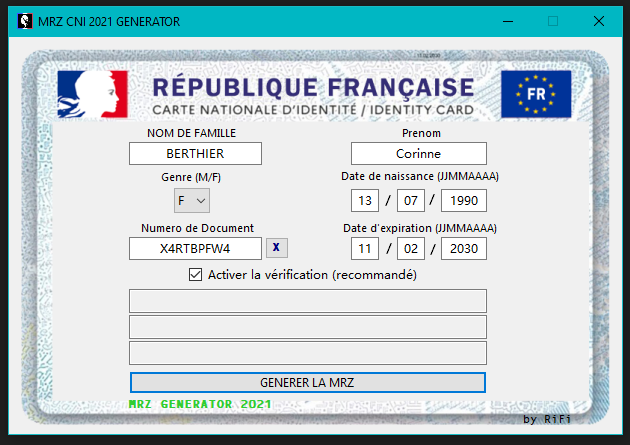 MRZ CNI 2021 GENERATOR
RÉPUBLIQUE FRANÇAISE
FR
CARTE NATIONALE D'IDENTITÉ / IDENTITY CARD
NOM DE FAMILLE Prenom
BERTHIER Corinne
Genre (M/F) Date de naissance (JJMMAAAA)
F 13 / 07 / 1990
Numero de Document Date d'expiration (JJMMAAAA)
X4RTBPFW4 X 11 / 02 / 2030
Activer la vérification (recommandé)
GENERER LA MRZ
MRZ GENERATOR 2021
by RiFi